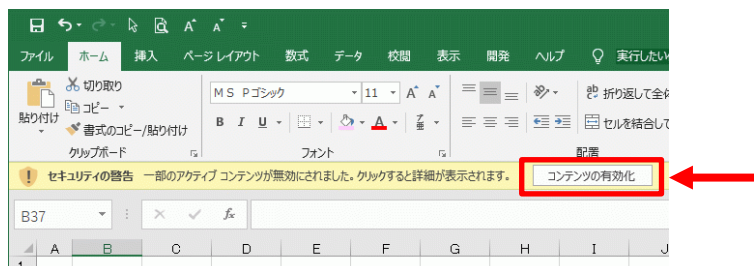 ファイル ホーム 挿入 ページ レイアウト 数式 データ 校閲 表示 開発 ヘルプ 実行したい
貼り付け
切り取り
コピー
書式のコピー/貼り付け
クリップボード
ＭＳ Ｐゴシック 11 A A
B I U A
フォント
ab 折り返して全体
セルを結合して
配置
セキュリティの警告 一部のアクティブ コンテンツが無効にされました。クリックすると詳細が表示されます。 コンテンツの有効化
B37 fx
A B C D E F G H I J